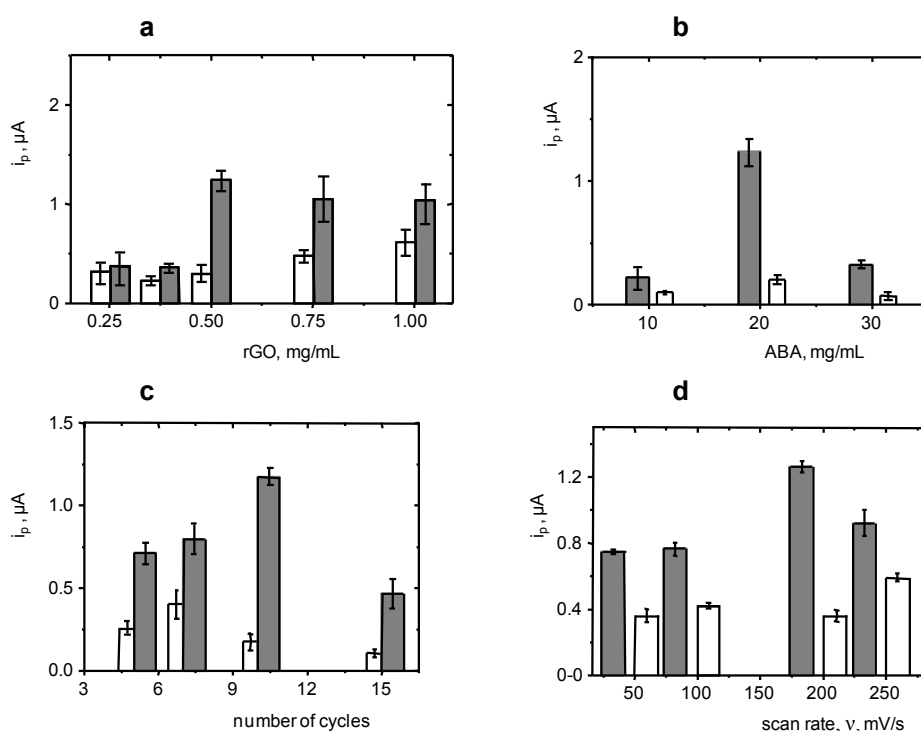 a
2
1
0
i_p, µA
0.25 0.50 0.75 1.00
rGO, mg/mL
b
2
1
0
i_p, µA
10 20 30
ABA, mg/mL
c
1.5
1.0
0.5
0.0
i_p, µA
3 6 9 12 15
number of cycles
d
1.2
0.8
0.4
0-0
i_p, µA
50 100 150 200 250
scan rate, ν, mV/s